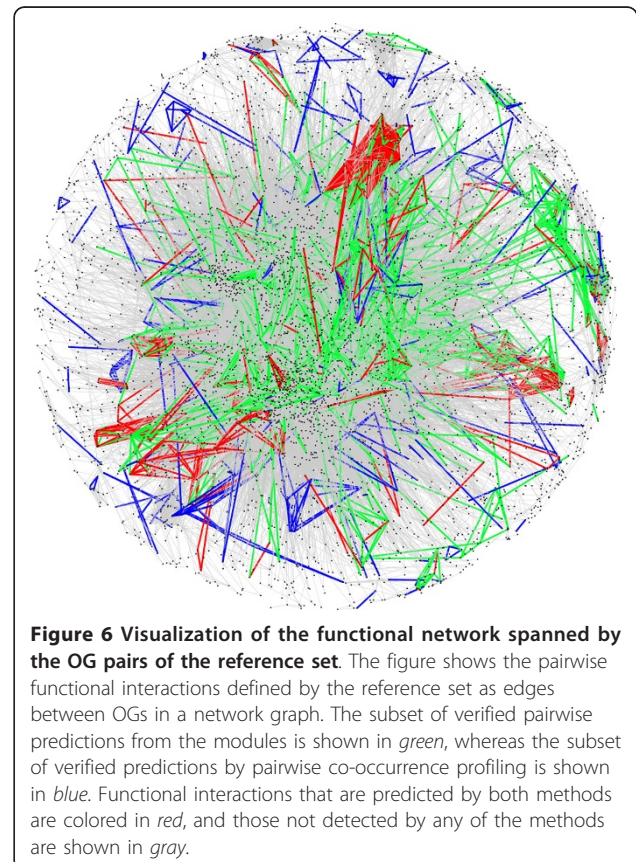 Figure 6 Visualization of the functional network spanned by
the OG pairs of the reference set. The figure shows the pairwise
functional interactions defined by the reference set as edges
between OGs in a network graph. The subset of verified pairwise
predictions from the modules is shown in green, whereas the subset
of verified predictions by pairwise co-occurrence profiling is shown
in blue. Functional interactions that are predicted by both methods
are colored in red, and those not detected by any of the methods
are shown in gray.